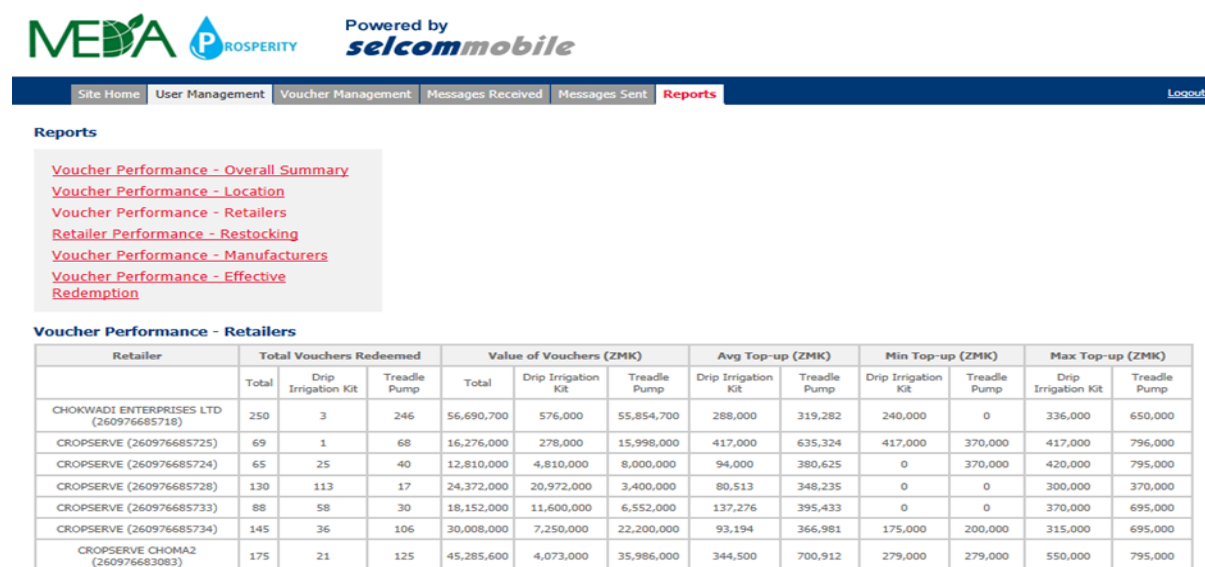 MEDA PROSPERITY
Powered by
selcommobile
Site Home User Management Voucher Management Messages Received Messages Sent Reports Logout
Reports
Voucher Performance - Overall Summary
Voucher Performance - Location
Voucher Performance - Retailers
Retailer Performance - Restocking
Voucher Performance - Manufacturers
Voucher Performance - Effective
Redemption
Voucher Performance - Retailers
Retailer Total Vouchers Redeemed Value of Vouchers (ZMK) Avg Top-up (ZMK) Min Top-up (ZMK) Max Top-up (ZMK)
Total Drip Irrigation Kit Treadle Pump Total Drip Irrigation Kit Treadle Pump Drip Irrigation Kit Treadle Pump Drip Irrigation Kit Treadle Pump Drip Irrigation Kit Treadle Pump
CHOKWADI ENTERPRISES LTD (260976685718) 250 3 246 56,690,700 576,000 55,854,700 288,000 319,282 240,000 0 336,000 650,000
CROPSERVE (260976685725) 69 1 68 16,276,000 278,000 15,998,000 417,000 635,324 417,000 370,000 417,000 796,000
CROPSERVE (260976685724) 65 25 40 12,810,000 4,810,000 8,000,000 94,000 380,625 0 370,000 420,000 795,000
CROPSERVE (260976685728) 130 113 17 24,372,000 20,972,000 3,400,000 80,513 348,235 0 0 300,000 370,000
CROPSERVE (260976685733) 88 58 30 18,152,000 11,600,000 6,552,000 137,276 395,433 0 0 370,000 695,000
CROPSERVE (260976685734) 145 36 106 30,008,000 7,250,000 22,200,000 93,194 366,981 175,000 200,000 315,000 695,000
CROPSERVE CHOMA2 (260976683083) 175 21 125 45,285,600 4,073,000 35,986,000 344,500 700,912 279,000 279,000 550,000 795,000